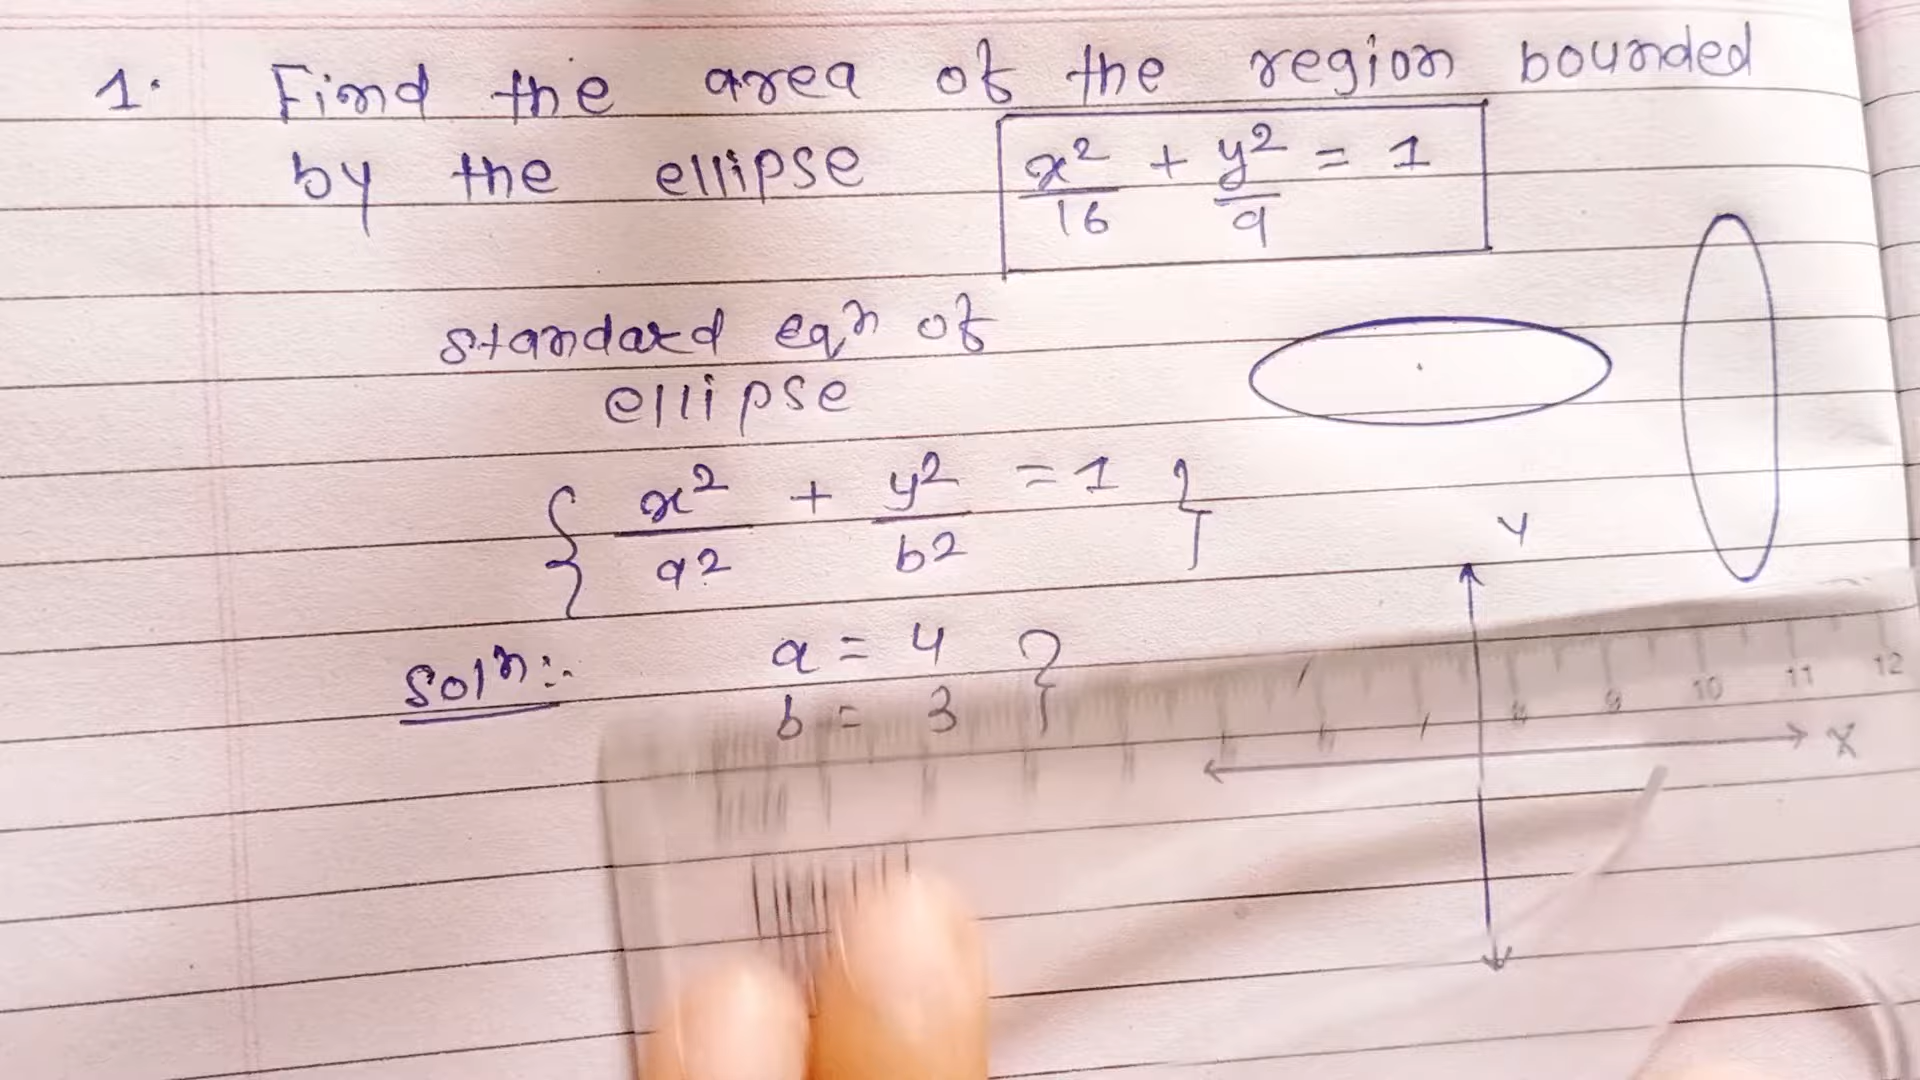 1. Find the area of the region bounded
by the ellipse x²/16 + y²/9 = 1
standard eqⁿ of
ellipse
{ x²/a² + y²/b² = 1 }
Solⁿ:- a = 4 }
b = 3
Y
8 9 10 11 12
X